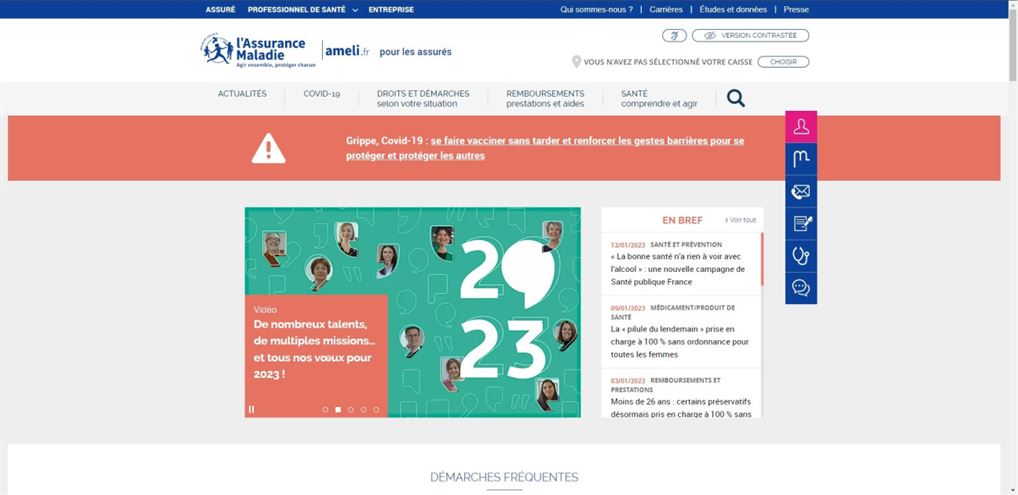 ASSURÉ PROFESSIONNEL DE SANTÉ ENTREPRISE
Qui sommes-nous ? Carrières Études et données Presse
l'Assurance
Maladie
Agir ensemble, protéger chacun
ameli.fr
pour les assurés
VERSION CONTRASTÉE
VOUS N'AVEZ PAS SÉLECTIONNÉ VOTRE CAISSE CHOISIR
ACTUALITÉS
COVID-19
DROITS ET DÉMARCHES
selon votre situation
REMBOURSEMENTS
prestations et aides
SANTÉ
comprendre et agir
Grippe, Covid-19 : se faire vacciner sans tarder et renforcer les gestes barrières pour se
protéger et protéger les autres
2023
Vidéo
De nombreux talents,
de multiples missions...
et tous nos vœux pour
2023 !
EN BREF
› Voir tout
12/01/2023 SANTÉ ET PRÉVENTION
« La bonne santé n'a rien à voir avec
l'alcool » : une nouvelle campagne de
Santé publique France
09/01/2023 MÉDICAMENT/PRODUIT DE
SANTÉ
La « pilule du lendemain » prise en
charge à 100 % sans ordonnance pour
toutes les femmes
03/01/2023 REMBOURSEMENTS ET
PRESTATIONS
Moins de 26 ans : certains préservatifs
désormais pris en charge à 100 % sans
DÉMARCHES FRÉQUENTES